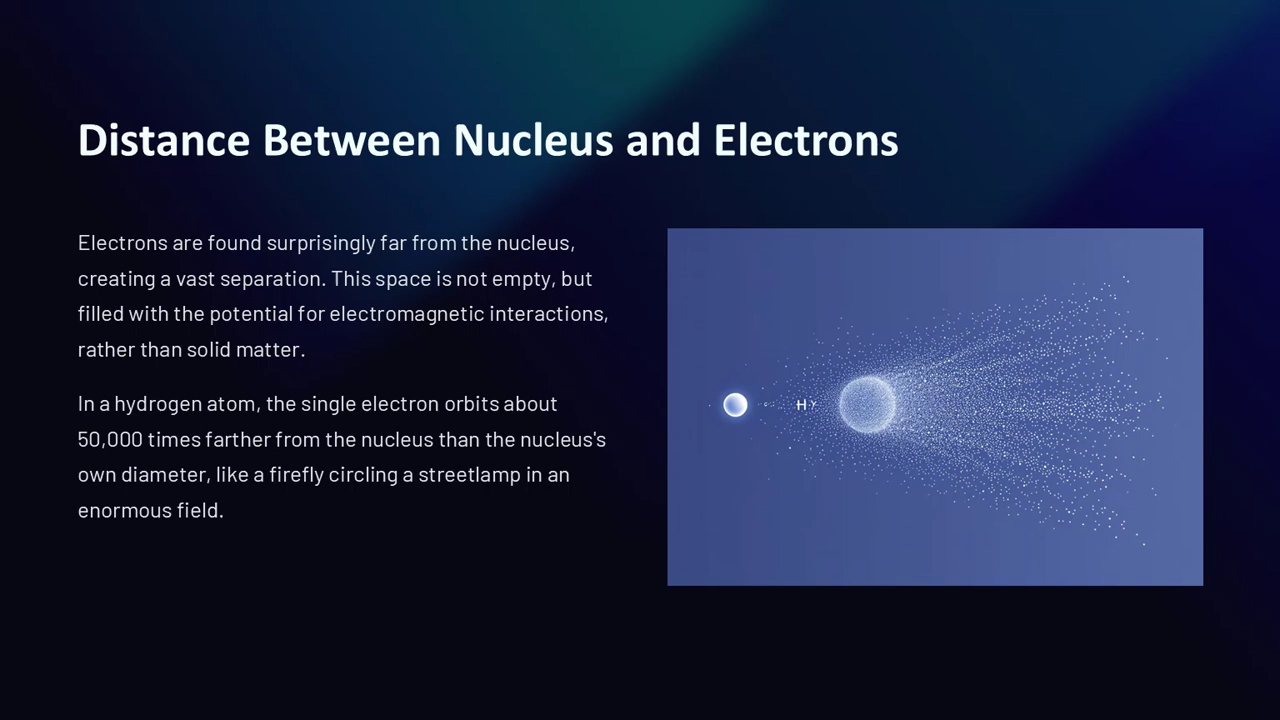 Distance Between Nucleus and Electrons
Electrons are found surprisingly far from the nucleus,
creating a vast separation. This space is not empty, but
filled with the potential for electromagnetic interactions,
rather than solid matter.
In a hydrogen atom, the single electron orbits about
50,000 times farther from the nucleus than the nucleus's
own diameter, like a firefly circling a streetlamp in an
enormous field.
H